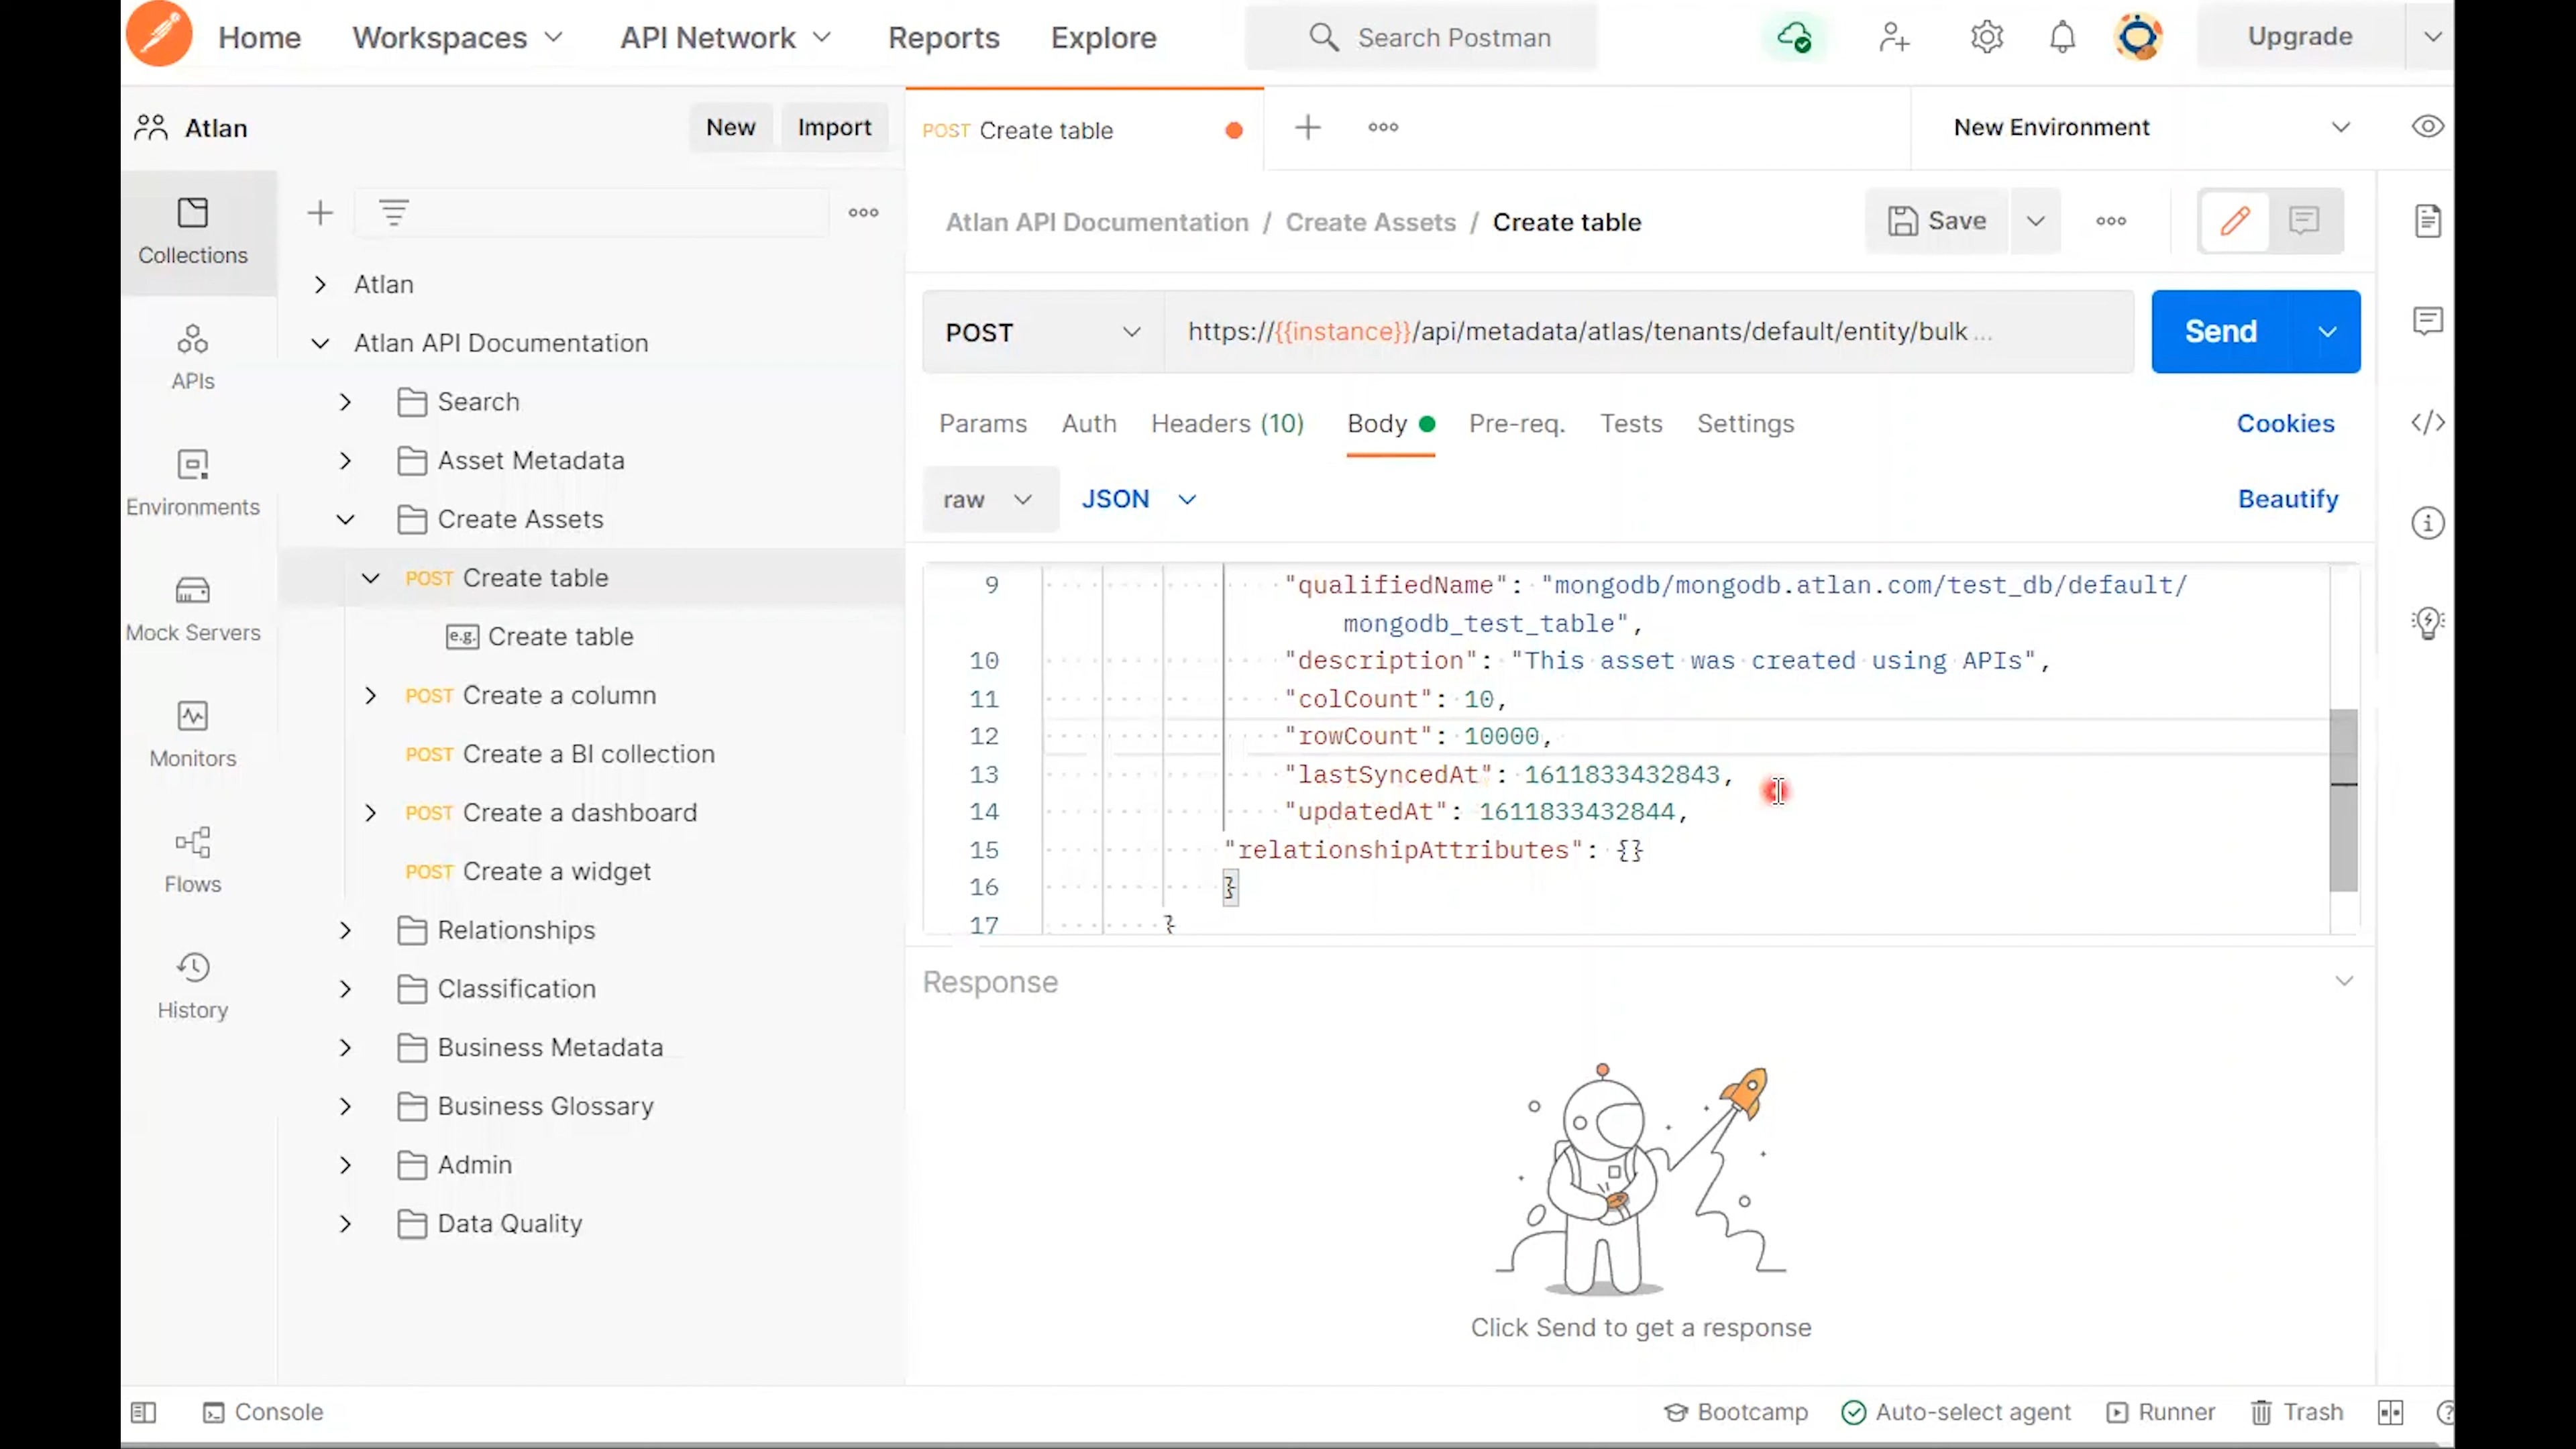 Home
Workspaces
API Network
Reports
Explore
Search Postman
Upgrade
Atlan
New
Import
POST Create table
New Environment
Collections
APIs
Environments
Mock Servers
Monitors
Flows
History
Atlan
Atlan API Documentation
Search
Asset Metadata
Create Assets
POST Create table
e.g. Create table
POST Create a column
POST Create a BI collection
POST Create a dashboard
POST Create a widget
Relationships
Classification
Business Metadata
Business Glossary
Admin
Data Quality
Atlan API Documentation / Create Assets / Create table
Save
POST
https://{{instance}}/api/metadata/atlas/tenants/default/entity/bulk ...
Send
Params Auth Headers (10) Body Pre-req. Tests Settings
Cookies
raw
JSON
Beautify
9 "qualifiedName": "mongodb/mongodb.atlan.com/test_db/default/
mongodb_test_table",
10 "description": "This asset was created using APIs",
11 "colCount": 10,
12 "rowCount": 10000,
13 "lastSyncedAt": 1611833432843,
14 "updatedAt": 1611833432844,
15 "relationshipAttributes": {}
16 }
17 }
Response
Click Send to get a response
Console
Bootcamp
Auto-select agent
Runner
Trash